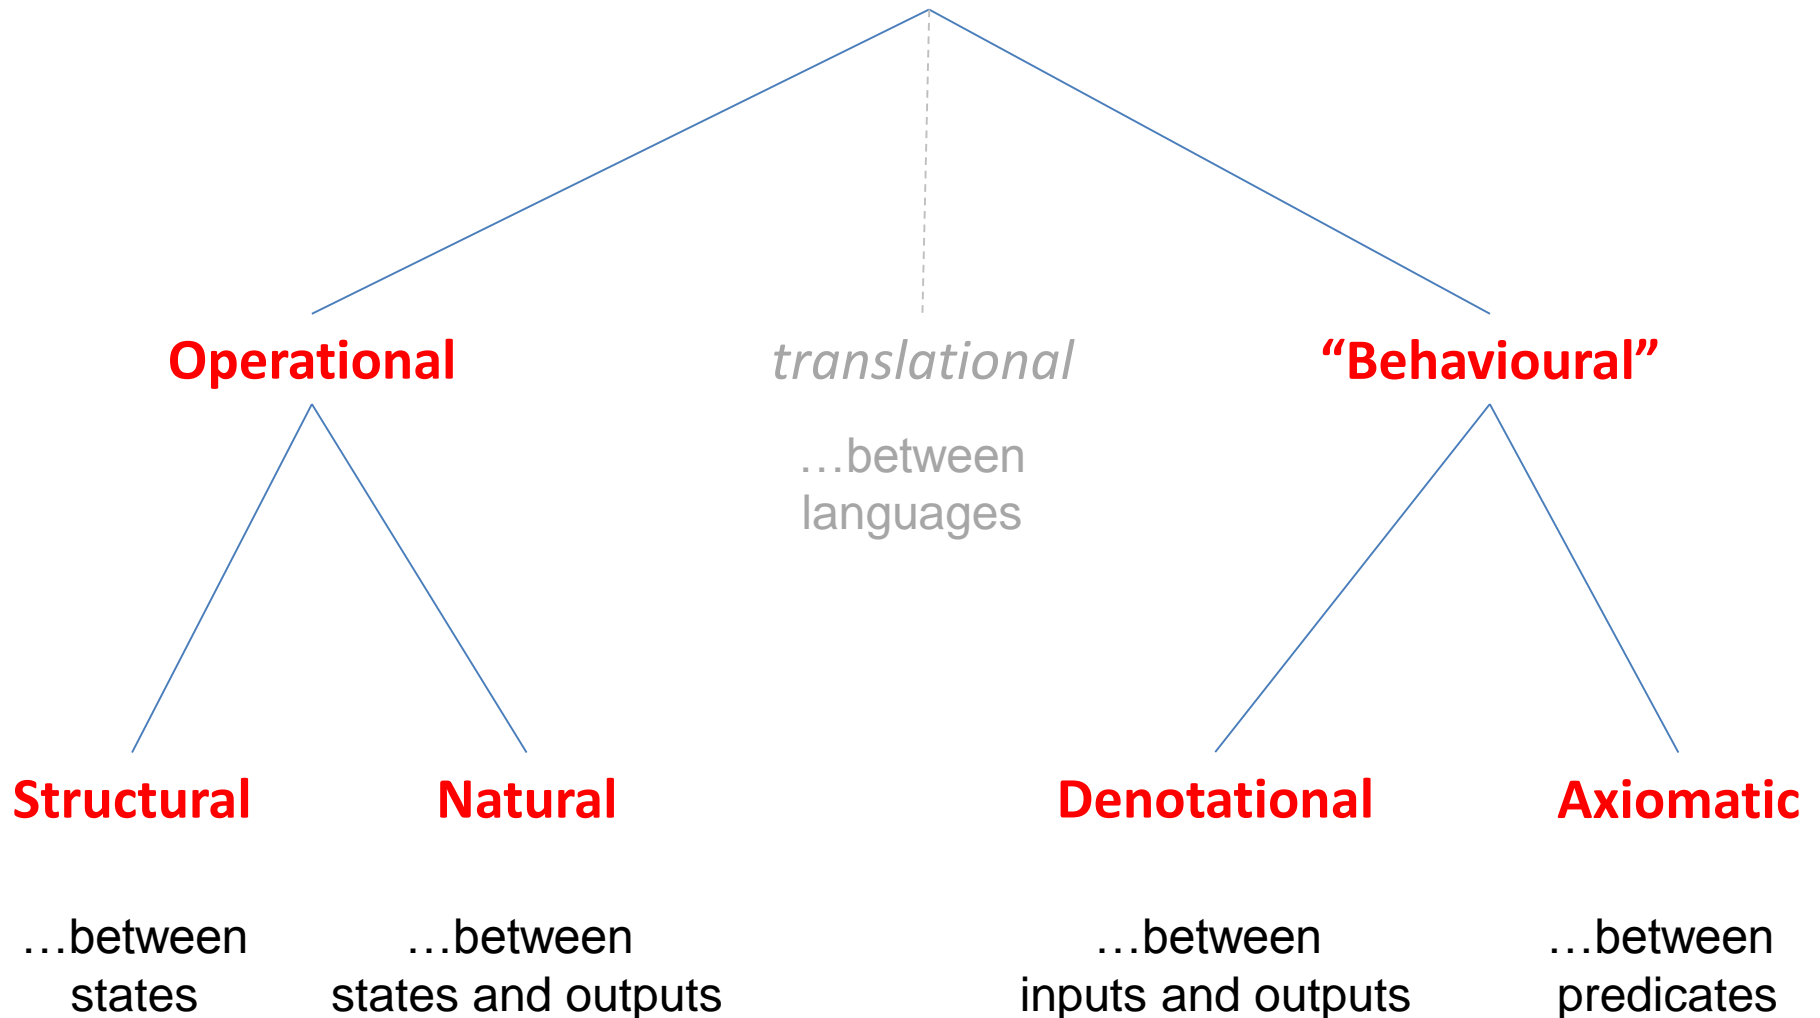 Operational
translational
“Behavioural”
…between
languages
Structural
Natural
Denotational
Axiomatic
…between
states
…between
states and outputs
…between
inputs and outputs
…between
predicates